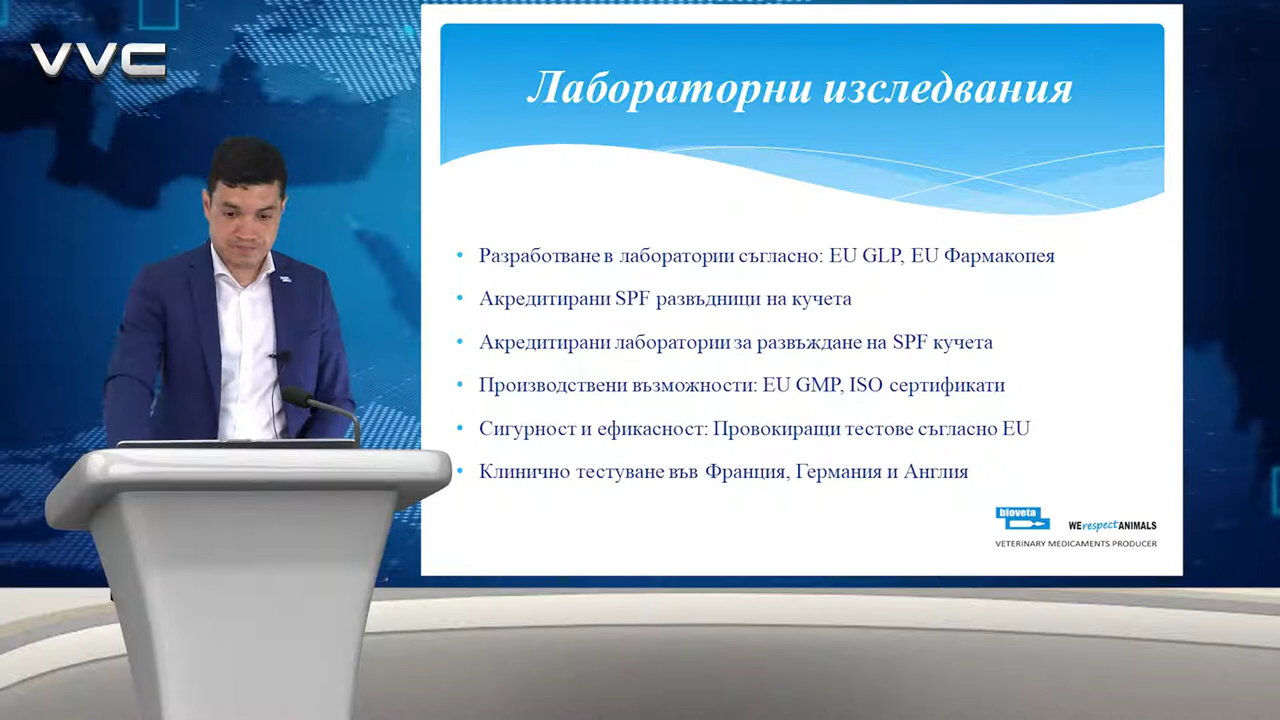 VVC
Лабораторни изследвания
• Разработване в лаборатории съгласно: EU GLP, EU Фармакопея
• Акредитирани SPF развъдници на кучета
• Акредитирани лаборатории за развъждане на SPF кучета
• Производствени възможности: EU GMP, ISO сертификати
• Сигурност и ефикасност: Провокиращи тестове съгласно EU
• Клинично тестуване във Франция, Германия и Англия
bioveta
WE respect ANIMALS
VETERINARY MEDICAMENTS PRODUCER